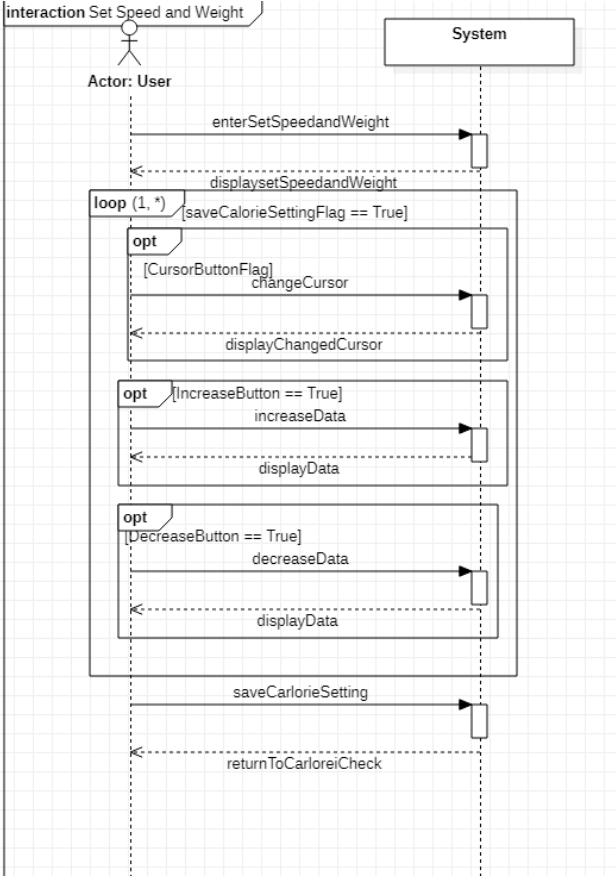 interaction Set Speed and Weight
System
Actor: User
enterSetSpeedandWeight
displaysetSpeedandWeight
loop (1, *)
[saveCalorieSettingFlag == True]
opt
[CursorButtonFlag]
changeCursor
displayChangedCursor
opt
[IncreaseButton == True]
increaseData
displayData
opt
[DecreaseButton == True]
decreaseData
displayData
saveCarlorieSetting
returnToCarloreiCheck